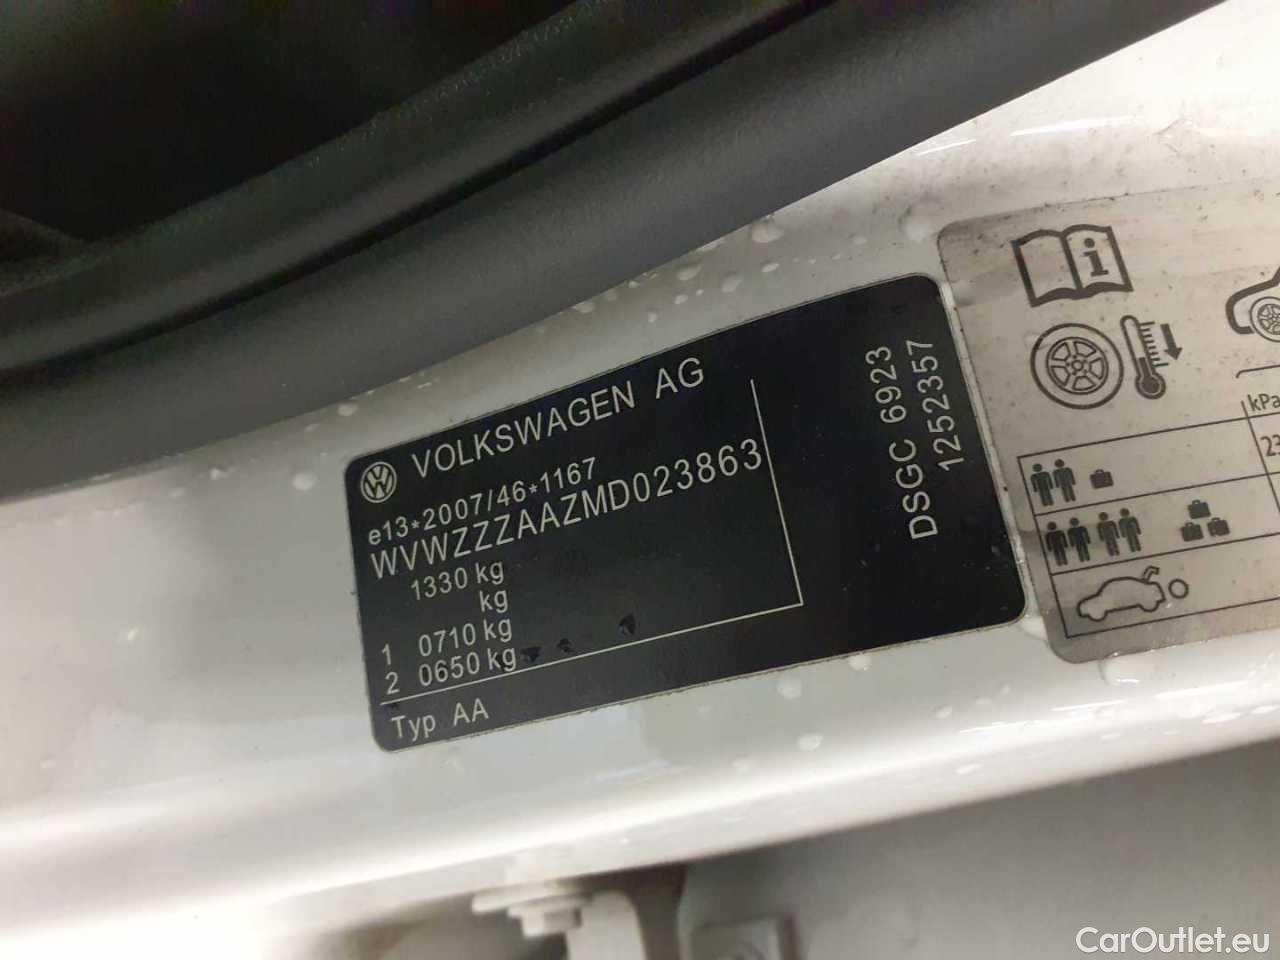 VOLKSWAGEN AG
e13*2007/46*1167
WVWZZZAAZMD023863
1330 kg
kg
1 0710 kg
2 0650 kg
Typ AA
DSGC 6923
1252357
i
kPa
23
CarOutlet.eu